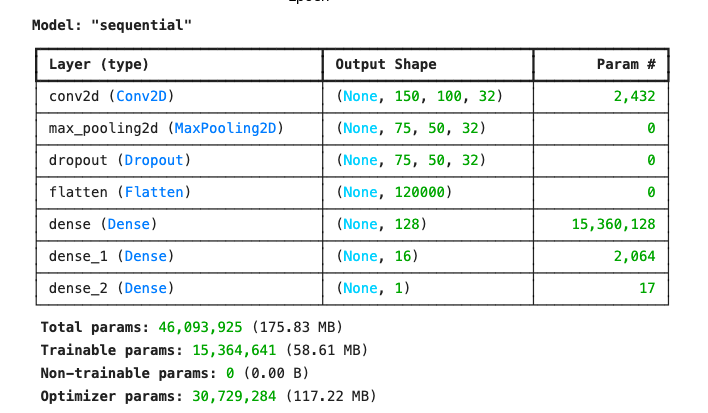 Epoch
Model: "sequential"
Layer (type) Output Shape Param #
conv2d (Conv2D) (None, 150, 100, 32) 2,432
max_pooling2d (MaxPooling2D) (None, 75, 50, 32) 0
dropout (Dropout) (None, 75, 50, 32) 0
flatten (Flatten) (None, 120000) 0
dense (Dense) (None, 128) 15,360,128
dense_1 (Dense) (None, 16) 2,064
dense_2 (Dense) (None, 1) 17
Total params: 46,093,925 (175.83 MB)
Trainable params: 15,364,641 (58.61 MB)
Non-trainable params: 0 (0.00 B)
Optimizer params: 30,729,284 (117.22 MB)